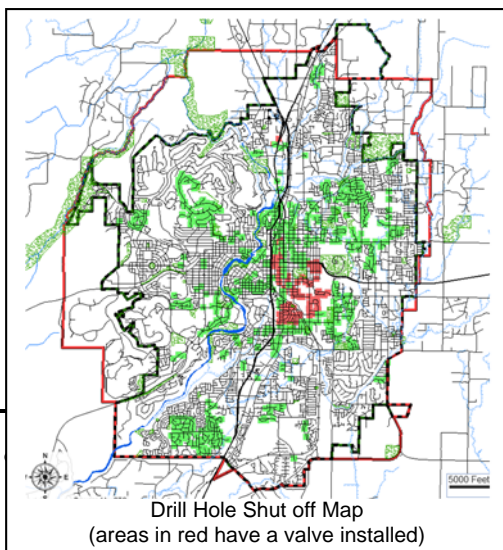 N
E
S
5000 Feet
Drill Hole Shut off Map
(areas in red have a valve installed)